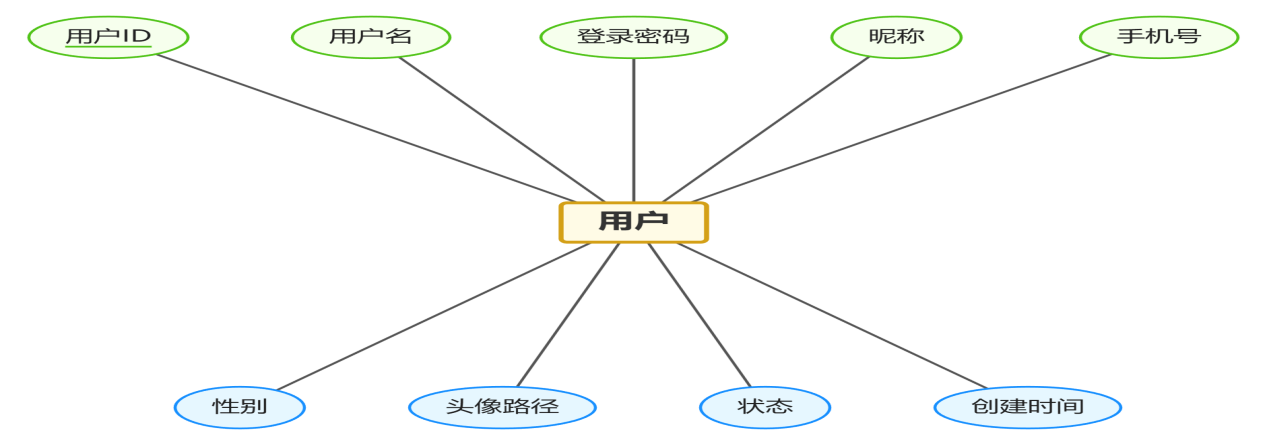 用户ID
用户名
登录密码
昵称
手机号
用户
性别
头像路径
状态
创建时间